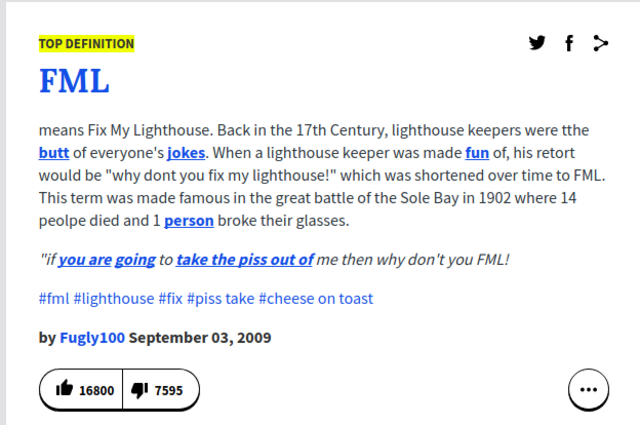 TOP DEFINITION
FML
means Fix My Lighthouse. Back in the 17th Century, lighthouse keepers were tthe
butt of everyone's jokes. When a lighthouse keeper was made fun of, his retort
would be "why dont you fix my lighthouse!" which was shortened over time to FML.
This term was made famous in the great battle of the Sole Bay in 1902 where 14
peolpe died and 1 person broke their glasses.
"if you are going to take the piss out of me then why don't you FML!
#fml #lighthouse #fix #piss take #cheese on toast
by Fugly100 September 03, 2009
16800 7595